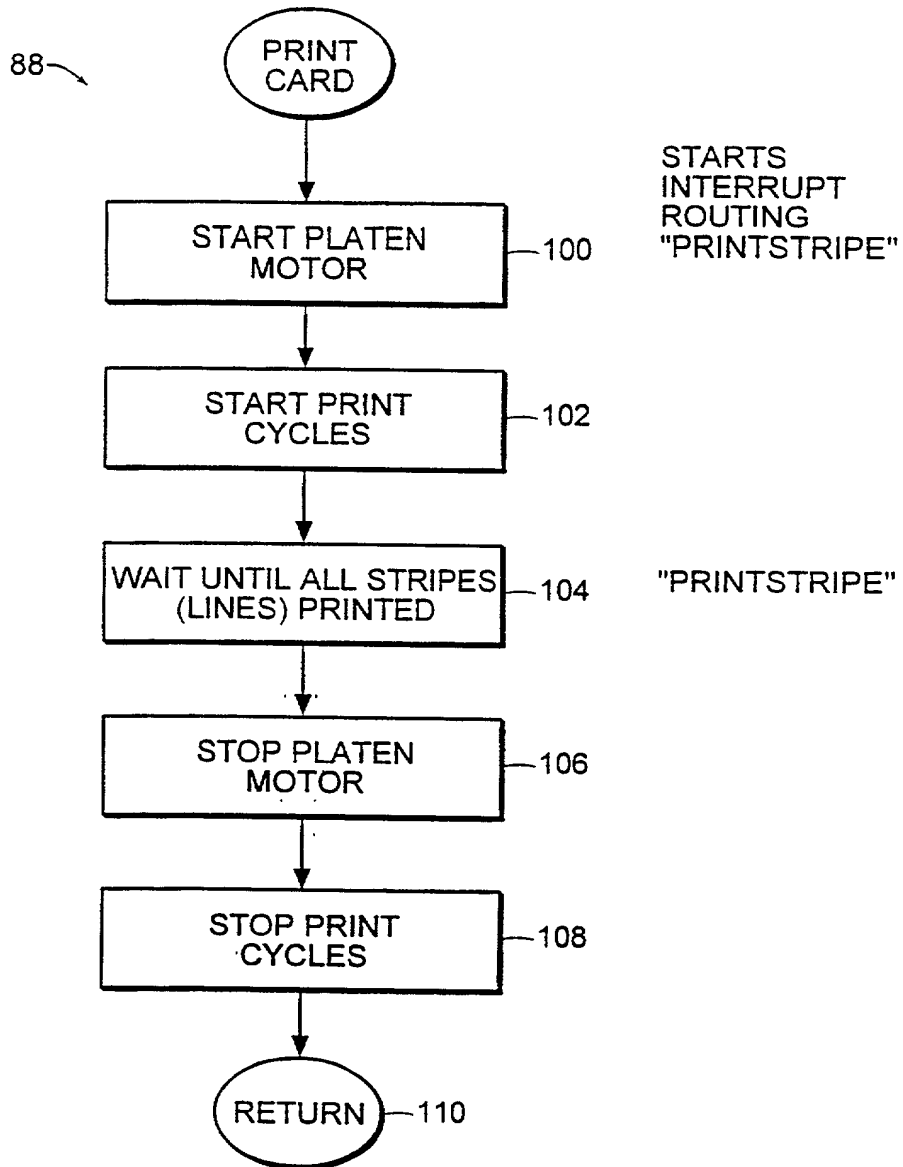 PRINT
CARD
88
STARTS
INTERRUPT
ROUTING
"PRINTSTRIPE"
START PLATEN
MOTOR
100
START PRINT
CYCLES
102
WAIT UNTIL ALL STRIPES
(LINES) PRINTED
104
"PRINTSTRIPE"
STOP PLATEN
MOTOR
106
STOP PRINT
CYCLES
108
RETURN
110